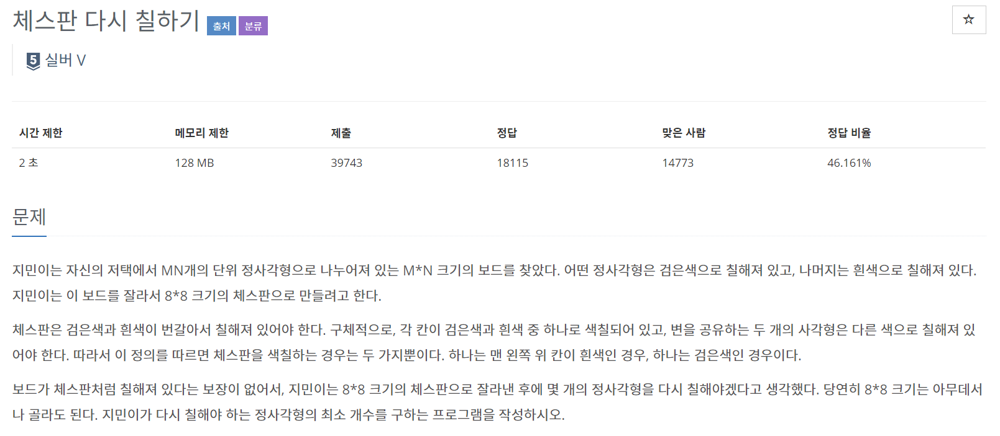 체스판 다시 칠하기 출처 분류
☆
5 실버 V
시간 제한 메모리 제한 제출 정답 맞은 사람 정답 비율
2 초 128 MB 39743 18115 14773 46.161%
문제
지민이는 자신의 저택에서 MN개의 단위 정사각형으로 나누어져 있는 M*N 크기의 보드를 찾았다. 어떤 정사각형은 검은색으로 칠해져 있고, 나머지는 흰색으로 칠해져 있다.
지민이는 이 보드를 잘라서 8*8 크기의 체스판으로 만들려고 한다.
체스판은 검은색과 흰색이 번갈아서 칠해져 있어야 한다. 구체적으로, 각 칸이 검은색과 흰색 중 하나로 색칠되어 있고, 변을 공유하는 두 개의 사각형은 다른 색으로 칠해져 있
어야 한다. 따라서 이 정의를 따르면 체스판을 색칠하는 경우는 두 가지뿐이다. 하나는 맨 왼쪽 위 칸이 흰색인 경우, 하나는 검은색인 경우이다.
보드가 체스판처럼 칠해져 있다는 보장이 없어서, 지민이는 8*8 크기의 체스판으로 잘라낸 후에 몇 개의 정사각형을 다시 칠해야겠다고 생각했다. 당연히 8*8 크기는 아무데서
나 골라도 된다. 지민이가 다시 칠해야 하는 정사각형의 최소 개수를 구하는 프로그램을 작성하시오.